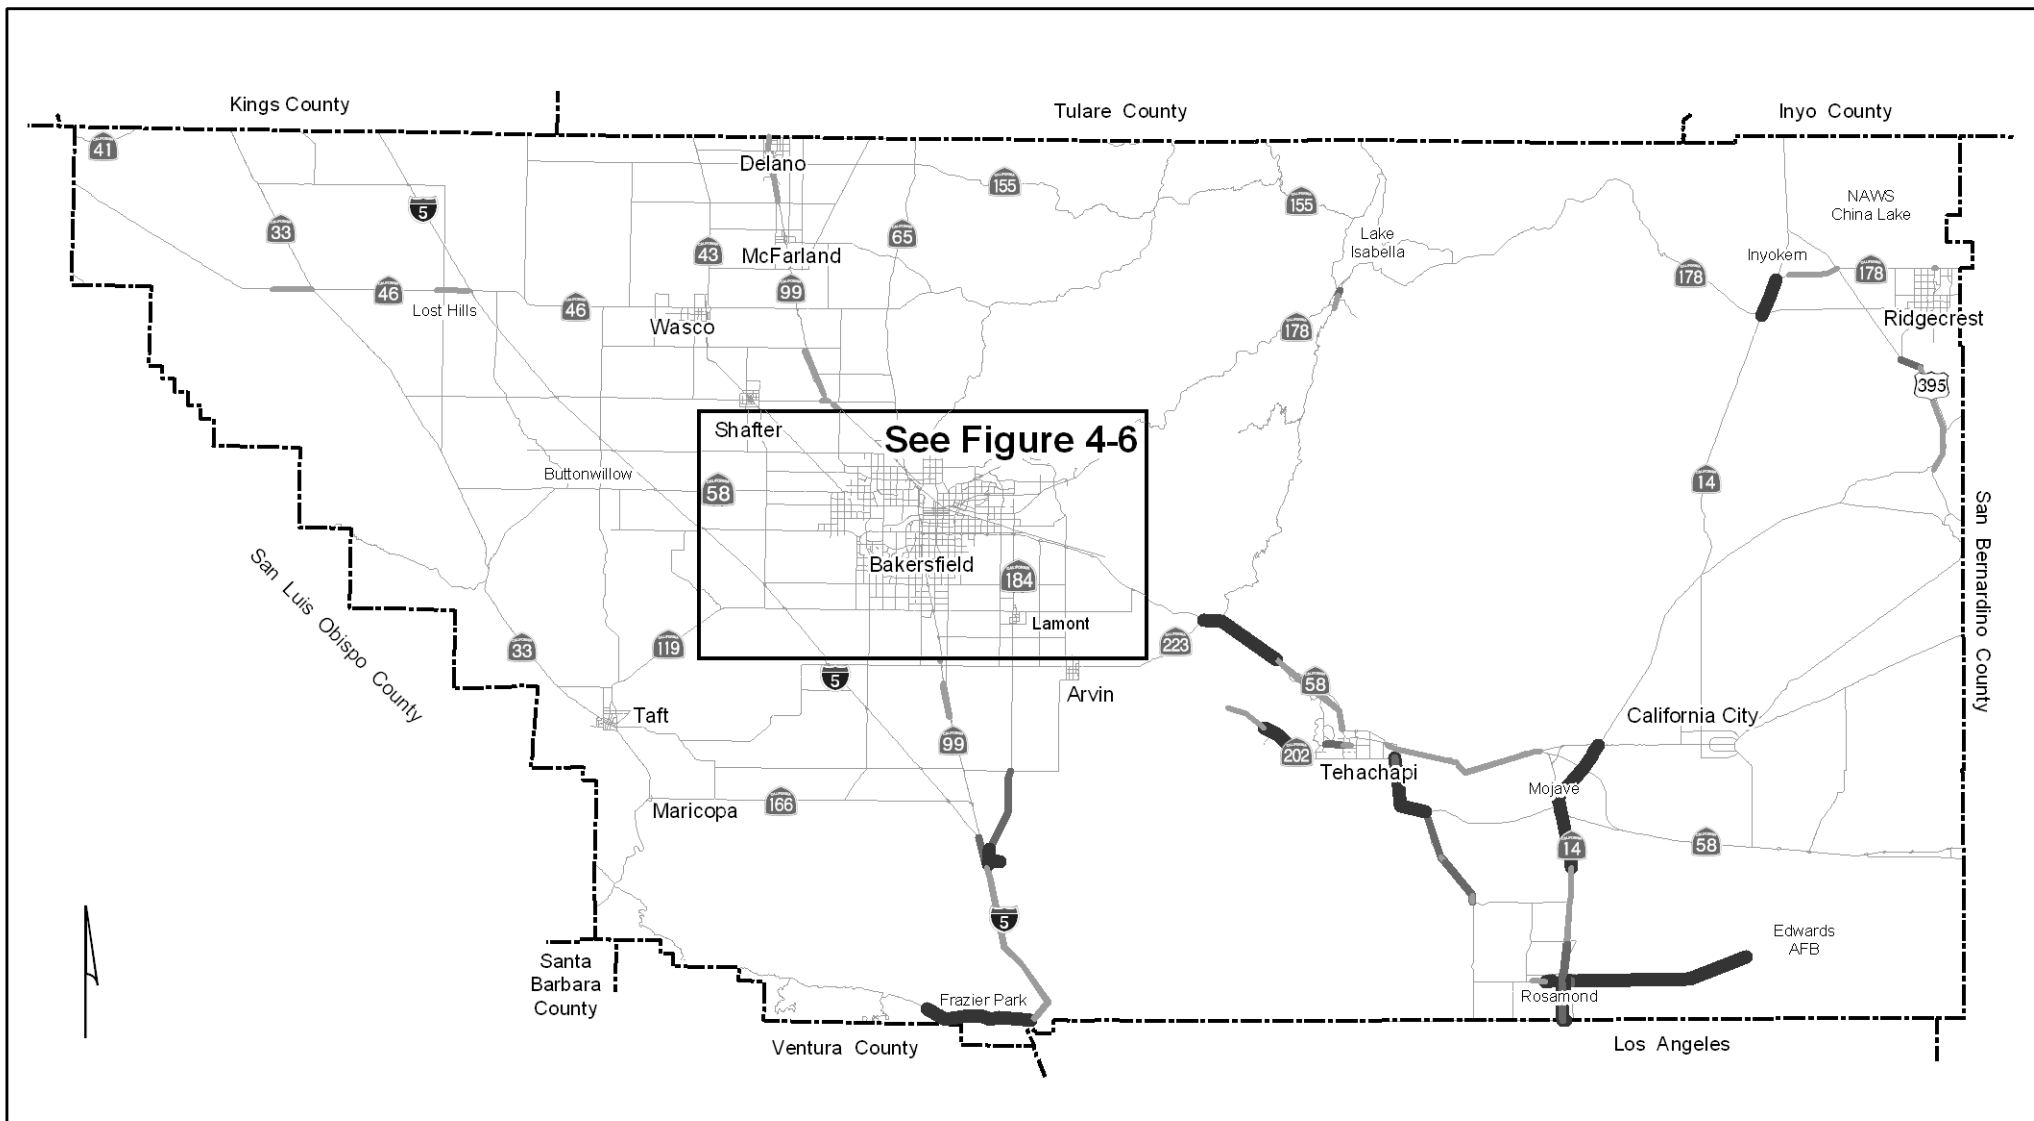 Kings County
Tulare County
Inyo County
41
Delano
155
155
5
NAWS
China Lake
33
65
43
McFarland
Lake
Isabella
Inyokern
178
178
46
99
Lost Hills
46
Wasco
178
Ridgecrest
395
Shafter
See Figure 4-6
Buttonwillow
58
14
San Bernardino County
Bakersfield
184
San Luis Obispo County
Lamont
33
119
223
5
58
Arvin
Taft
California City
99
202
Tehachapi
Mojave
Maricopa
166
14
58
5
Edwards
AFB
Santa
Barbara
County
Frazier Park
Rosamond
Ventura County
Los Angeles